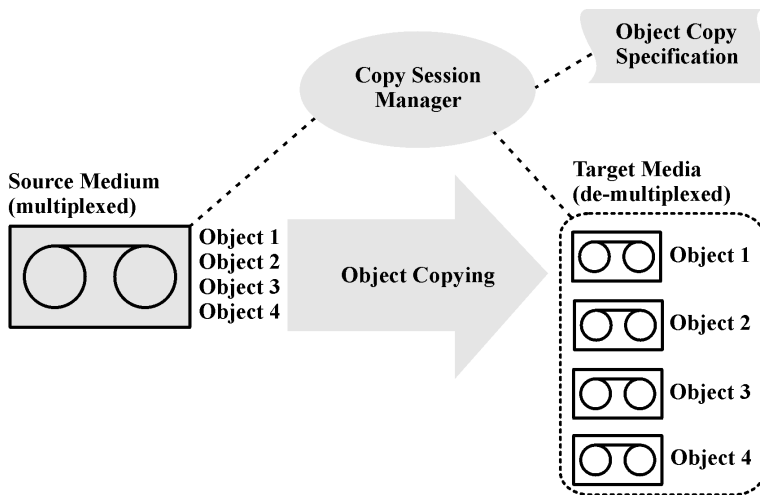 Object Copy
Specification
Copy Session
Manager
Source Medium
(multiplexed)
Target Media
(de-multiplexed)
Object 1
Object 2
Object 3
Object 4
Object Copying
Object 1
Object 2
Object 3
Object 4